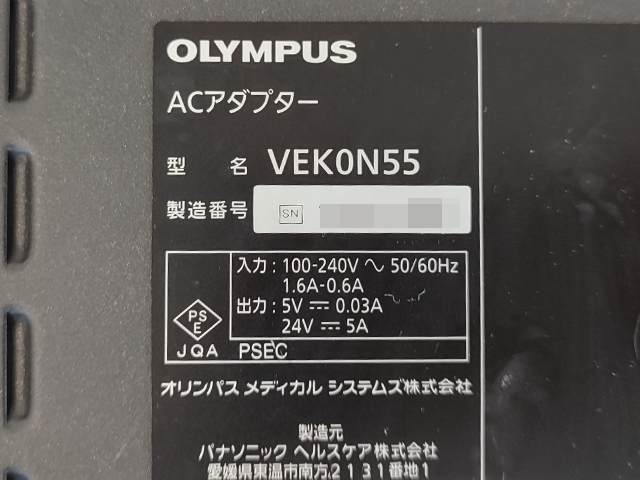 OLYMPUS
ACアダプター
型 名 VEK0N55
製造番号 SN
入力 : 100-240V ～ 50/60Hz
1.6A-0.6A
出力 : 5V ⎓ 0.03A
24V ⎓ 5A
PSE
JQA PSEC
オリンパス メディカル システムズ株式会社
製造元
パナソニック ヘルスケア株式会社
愛媛県東温市南方2131番地1